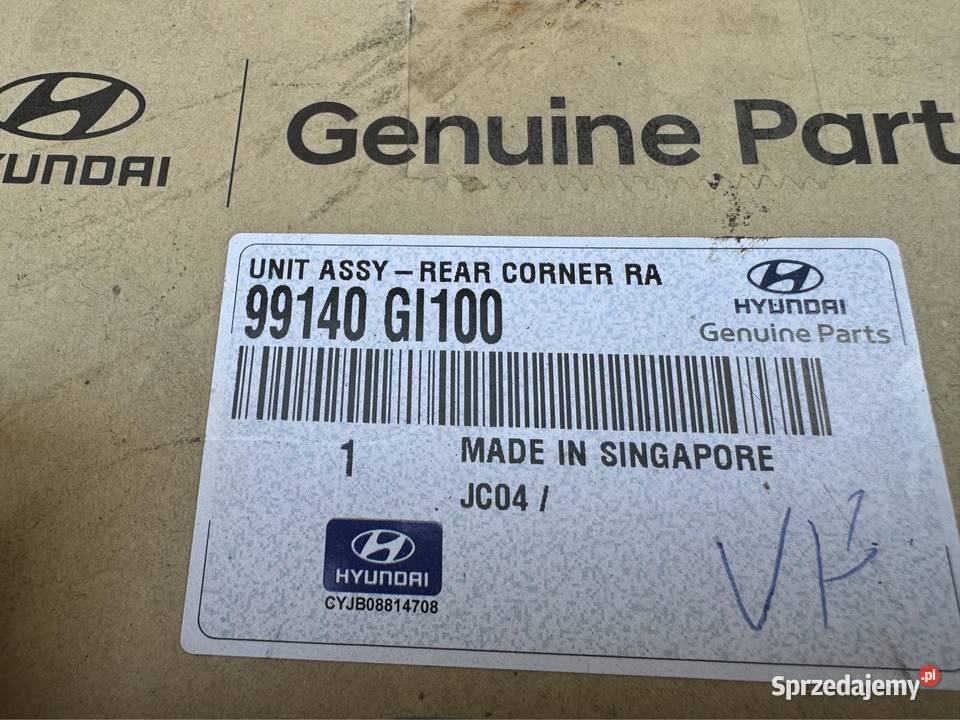 HYUNDAI
Genuine Part
UNIT ASSY-REAR CORNER RA
99140 GI100
HYUNDAI
Genuine Parts
1
MADE IN SINGAPORE
JC04 /
HYUNDAI
CYJB08814708
Sprzedajemy.pl